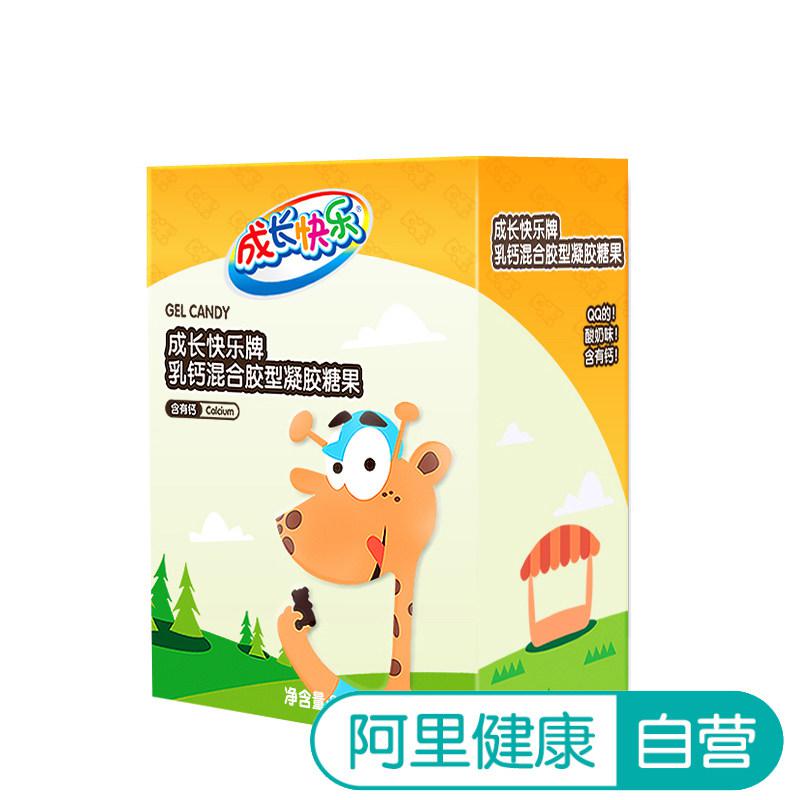 成长快乐®
GEL CANDY
成长快乐牌
乳钙混合胶型凝胶糖果
含有钙 Calcium
净含量
成长快乐牌
乳钙混合胶型凝胶糖果
QQ的!
酸奶味!
含有钙!
阿里健康 自营